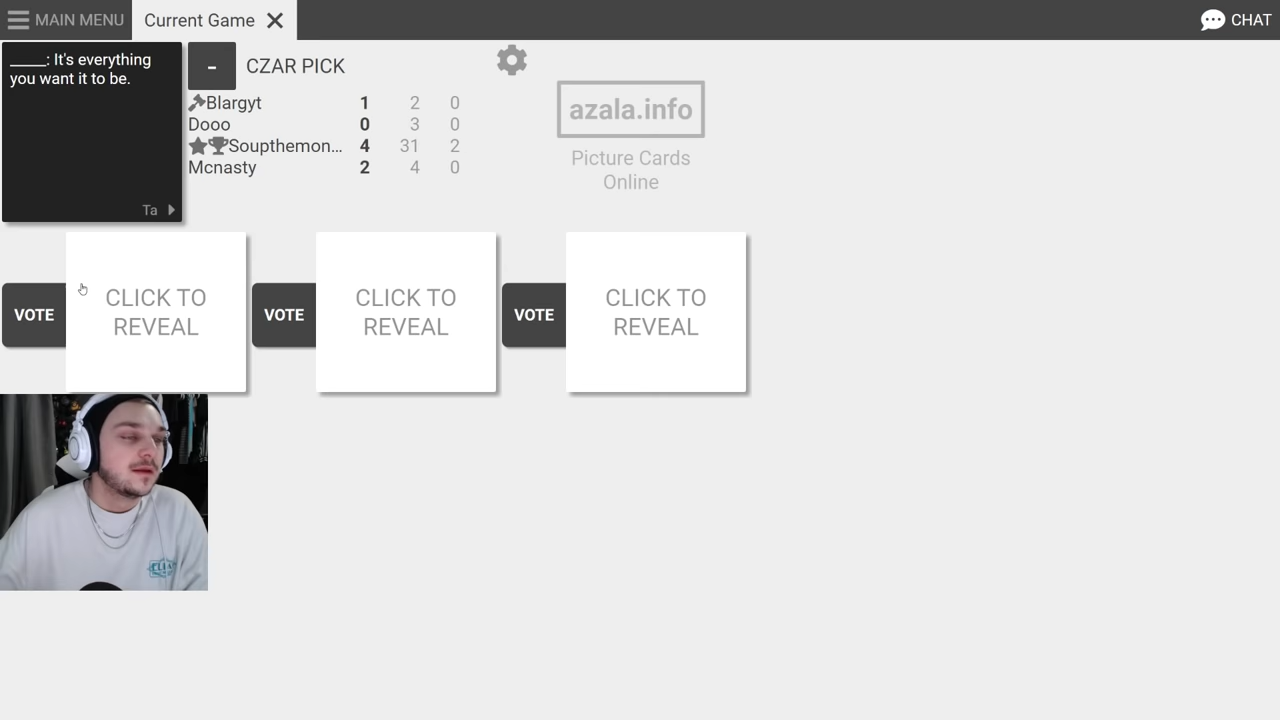 MAIN MENU
Current Game
CHAT
_____: It's everything
you want it to be.
Ta
-
CZAR PICK
Blargyt 1 2 0
Dooo 0 3 0
Soupthemon... 4 31 2
Mcnasty 2 4 0
azala.info
Picture Cards
Online
VOTE
CLICK TO
REVEAL
VOTE
CLICK TO
REVEAL
VOTE
CLICK TO
REVEAL